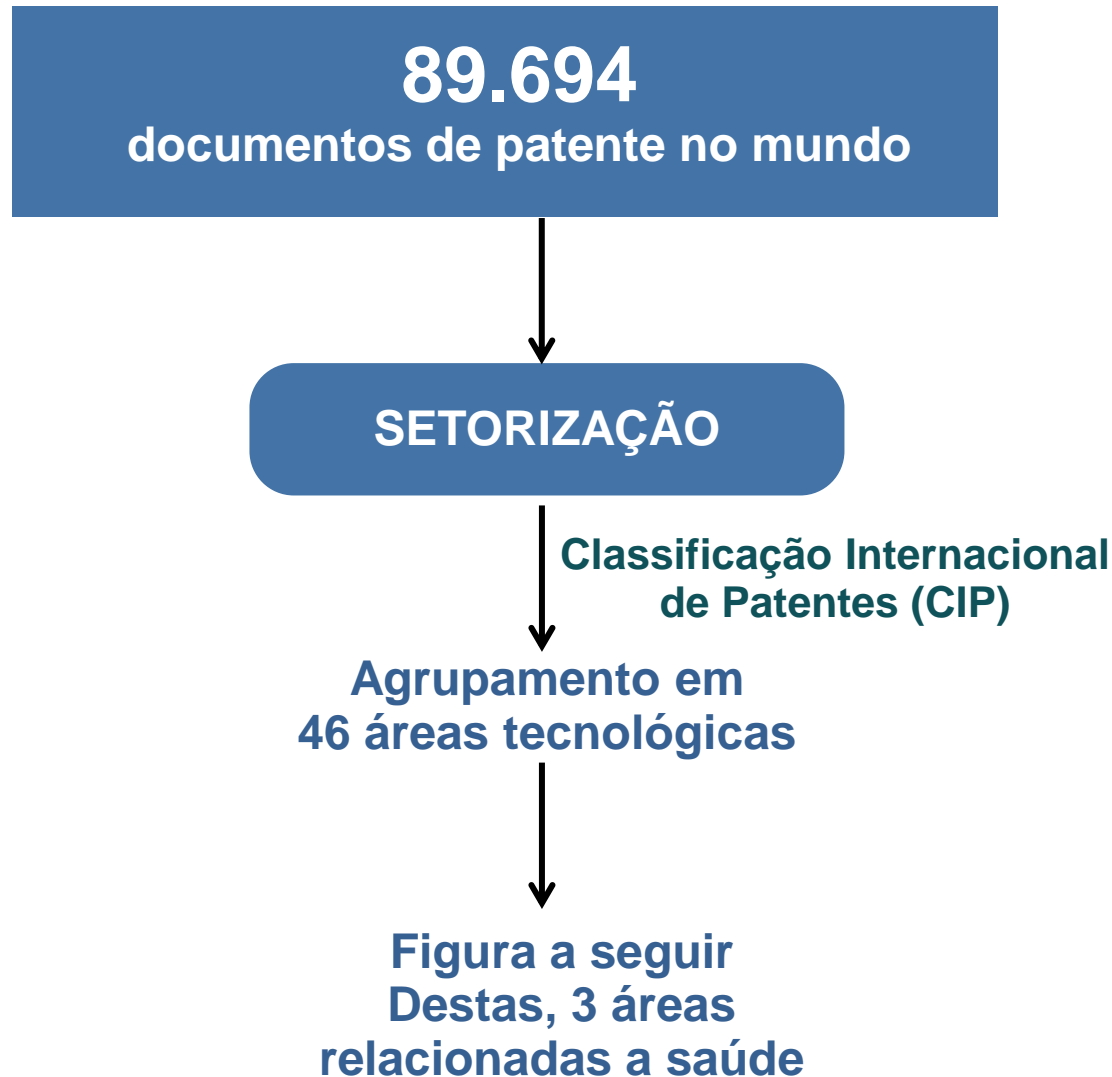 89.694
documentos de patente no mundo
SETORIZAÇÃO
Classificação Internacional
de Patentes (CIP)
Agrupamento em
46 áreas tecnológicas
Figura a seguir
Destas, 3 áreas
relacionadas a saúde